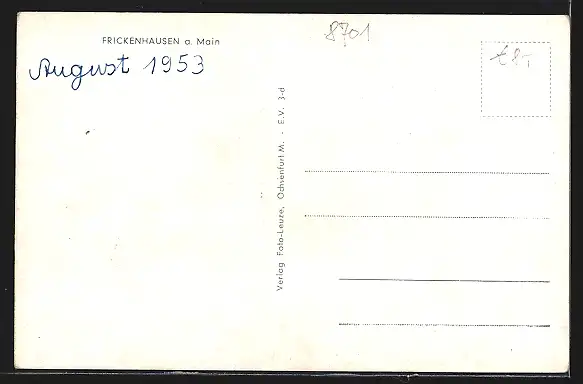 FRICKENHAUSEN a. Main
August 1953
8701
Verlag Foto-Leuze, Ochsenfurt M. - E.V. 3-d